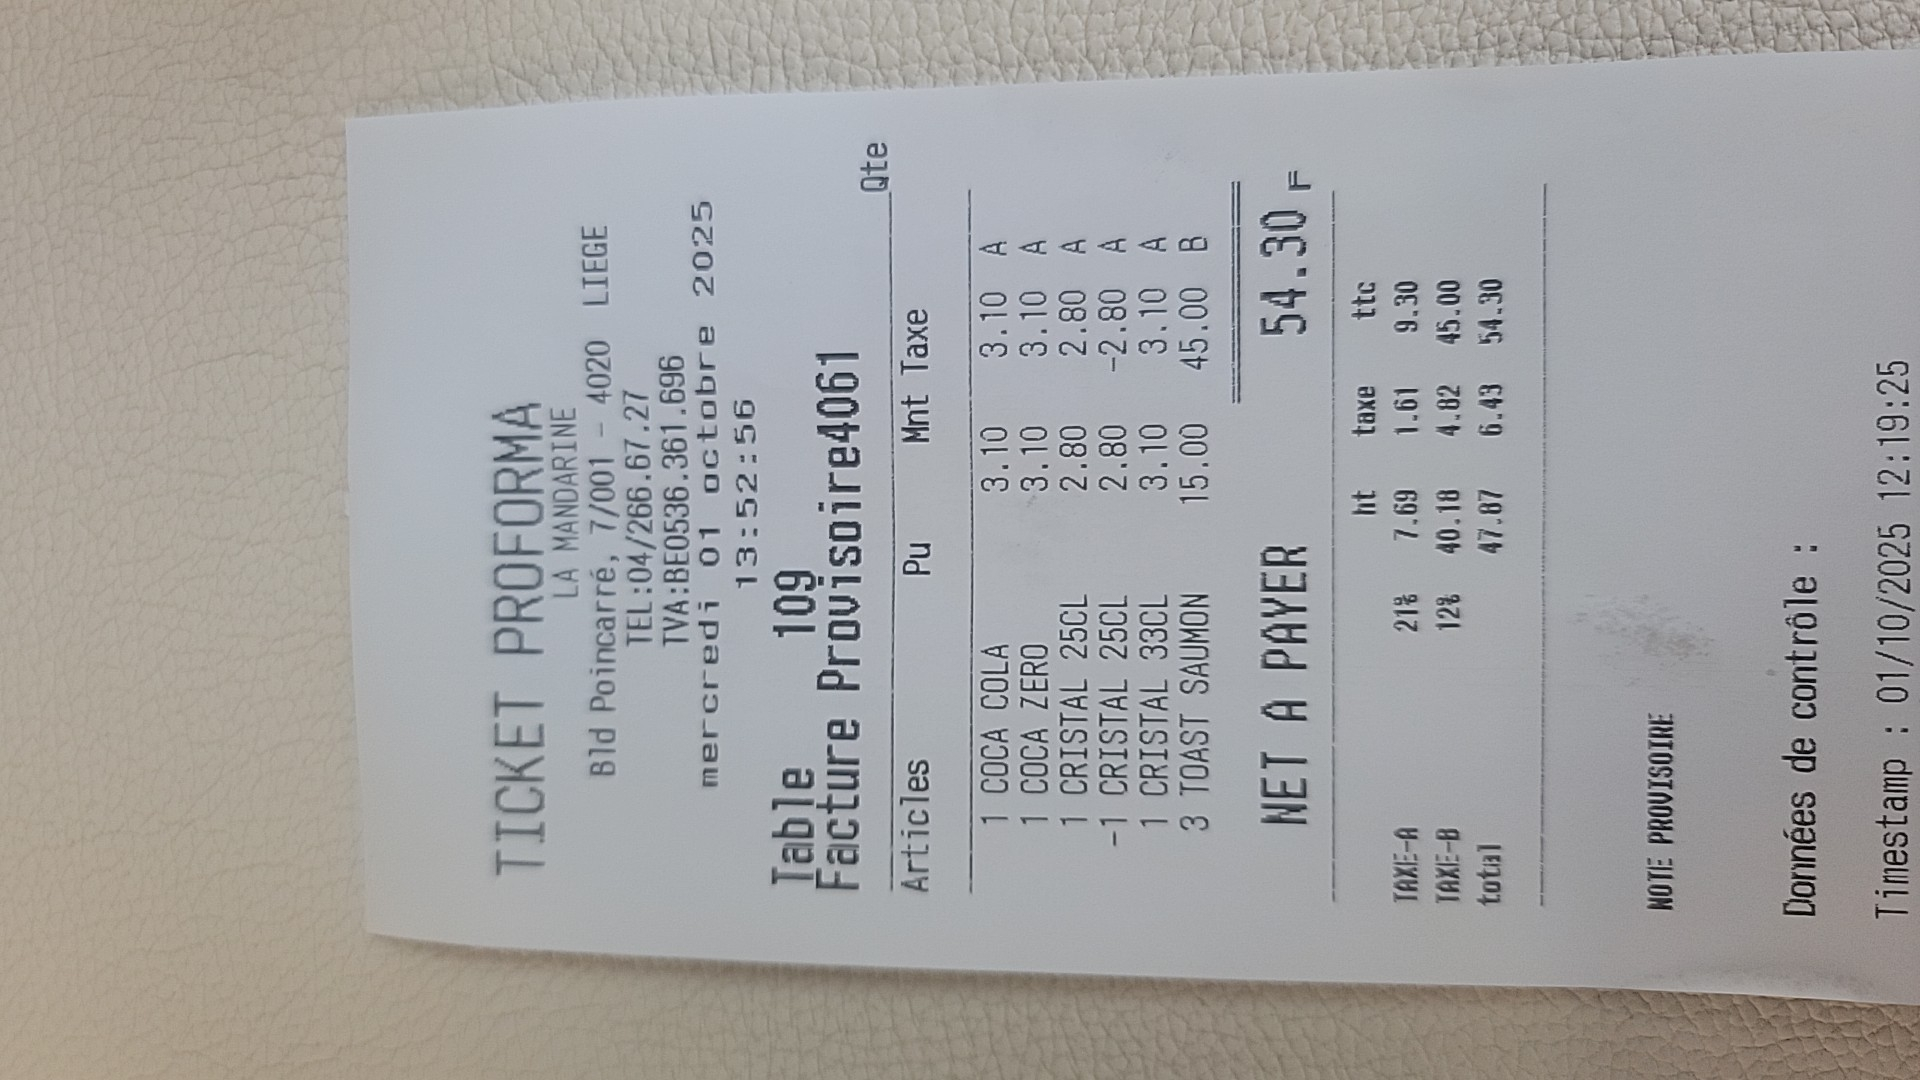 TICKET PROFORMA
LA MANDARINE
Bld Poincarré, 7/001 - 4020 LIEGE
TEL:04/266.67.27
TVA:BE0536.361.696
mercredi 01 octobre 2025
13:52:56
Table 109
Facture Provisoire4061
Qte
Articles Pu Mnt Taxe
1 COCA COLA 3.10 3.10 A
1 COCA ZERO 3.10 3.10 A
1 CRISTAL 25CL 2.80 2.80 A
-1 CRISTAL 25CL 2.80 -2.80 A
1 CRISTAL 33CL 3.10 3.10 A
3 TOAST SAUMON 15.00 45.00 B
NET A PAYER 54.30 F
ht taxe ttc
TAXE-A 21% 7.69 1.61 9.30
TAXE-B 12% 40.18 4.82 45.00
total 47.87 6.43 54.30
NOTE PROVISOIRE
Données de contrôle :
Timestamp : 01/10/2025 12:19:25